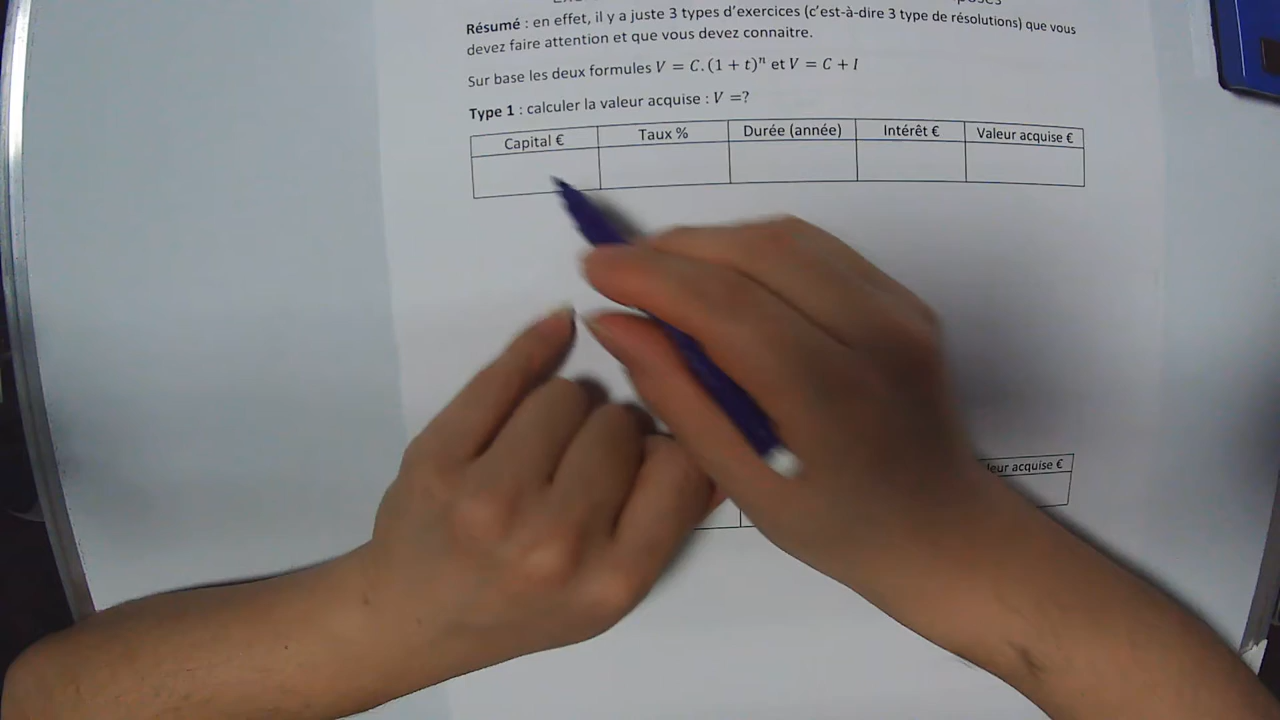 Résumé : en effet, il y a juste 3 types d'exercices (c'est-à-dire 3 type de résolutions) que vous
devez faire attention et que vous devez connaitre.
Sur base les deux formules V = C.(1 + t)ⁿ et V = C + I
Type 1 : calculer la valeur acquise : V =?
Capital € Taux % Durée (année) Intérêt € Valeur acquise €
acquise €